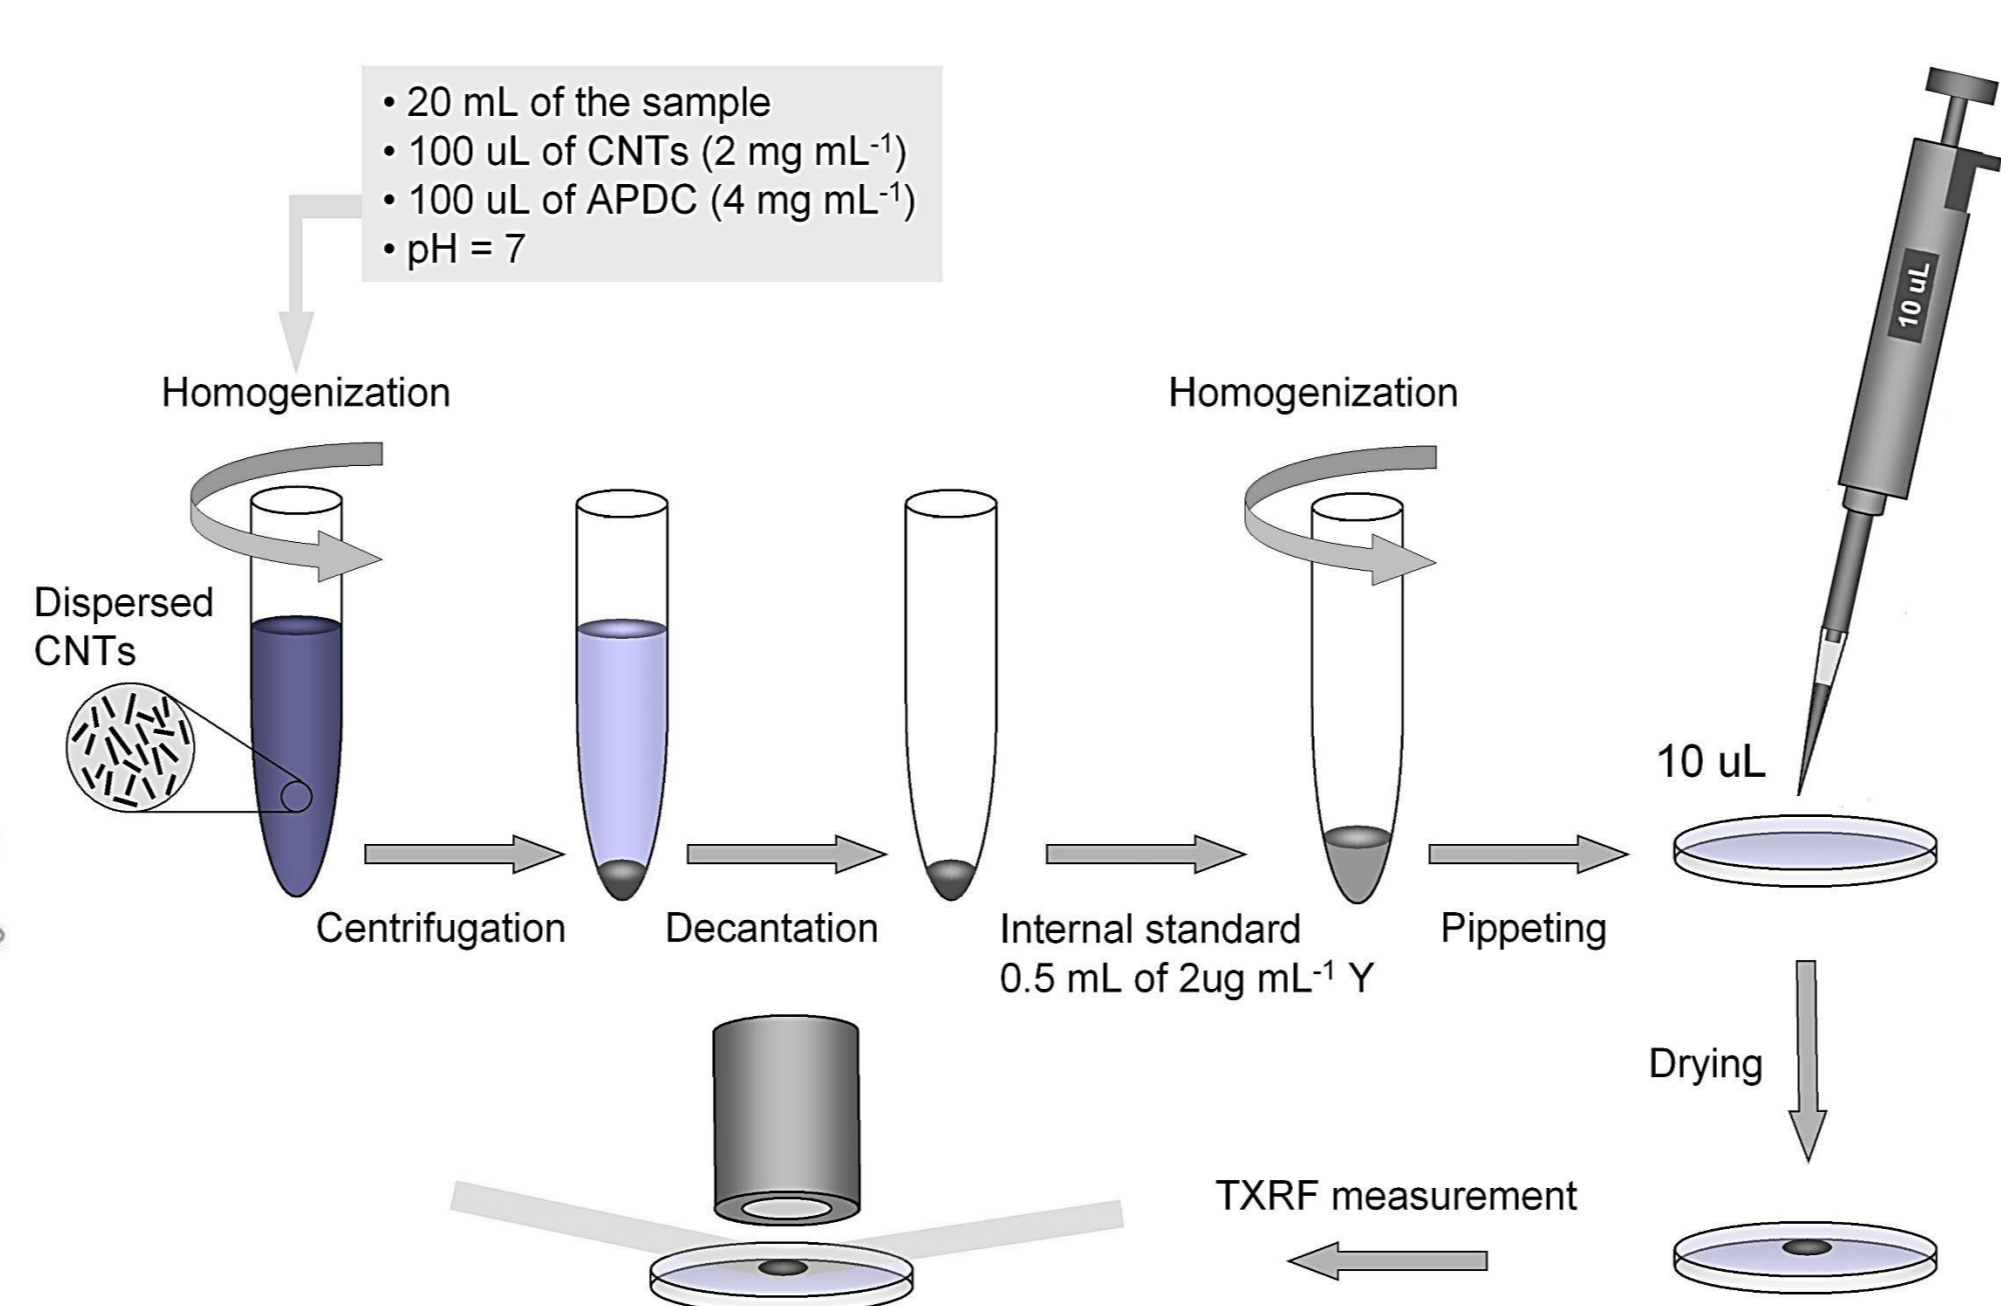 • 20 mL of the sample
• 100 uL of CNTs (2 mg mL⁻¹)
• 100 uL of APDC (4 mg mL⁻¹)
• pH = 7
10 uL
Homogenization
Homogenization
Dispersed
CNTs
10 uL
Centrifugation
Decantation
Internal standard
0.5 mL of 2ug mL⁻¹ Y
Pippeting
Drying
TXRF measurement